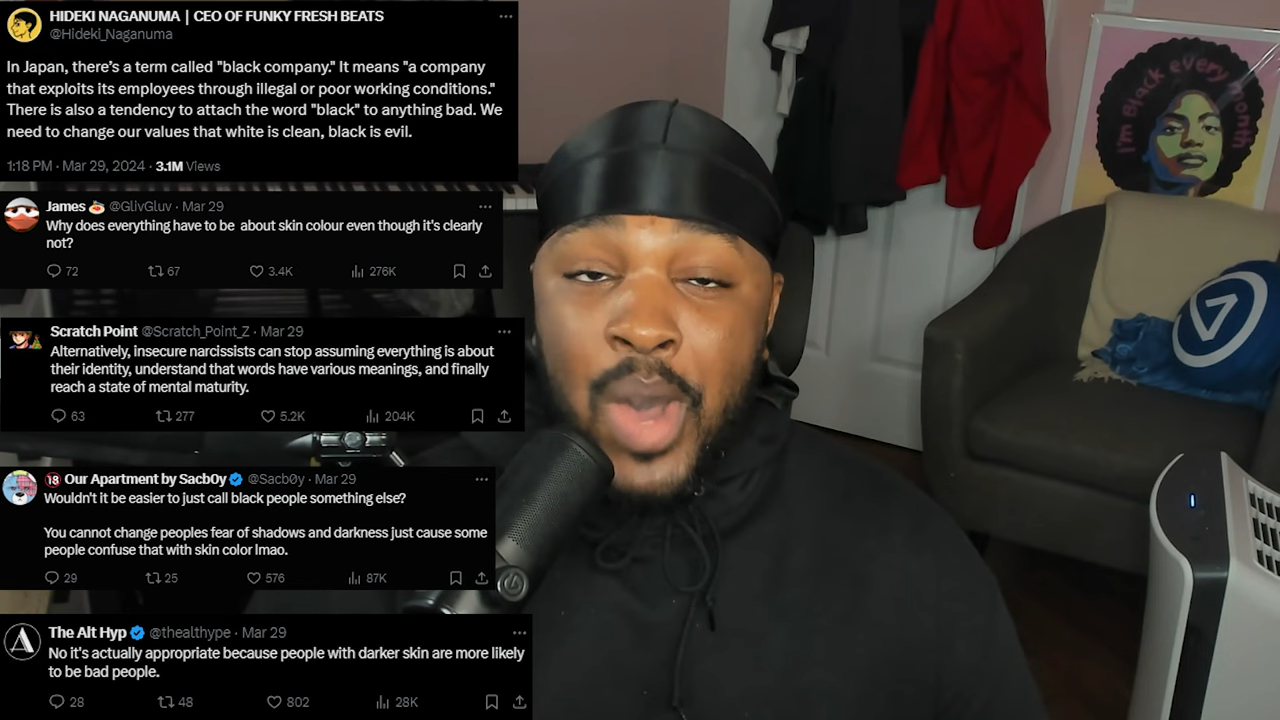 HIDEKI NAGANUMA | CEO OF FUNKY FRESH BEATS
@Hideki_Naganuma
In Japan, there's a term called "black company." It means "a company
that exploits its employees through illegal or poor working conditions."
There is also a tendency to attach the word "black" to anything bad. We
need to change our values that white is clean, black is evil.
1:18 PM · Mar 29, 2024 · 3.1M Views
James 🍝 @GlivGluv · Mar 29
Why does everything have to be about skin colour even though it's clearly
not?
72 67 3.4K 276K
Scratch Point @Scratch_Point_Z · Mar 29
Alternatively, insecure narcissists can stop assuming everything is about
their identity, understand that words have various meanings, and finally
reach a state of mental maturity.
63 277 5.2K 204K
🔞 Our Apartment by Sacb0y @Sacb0y · Mar 29
Wouldn't it be easier to just call black people something else?
You cannot change peoples fear of shadows and darkness just cause some
people confuse that with skin color lmao.
29 25 576 87K
The Alt Hyp @thealthype · Mar 29
No it's actually appropriate because people with darker skin are more likely
to be bad people.
28 48 802 28K
I'm Black every month